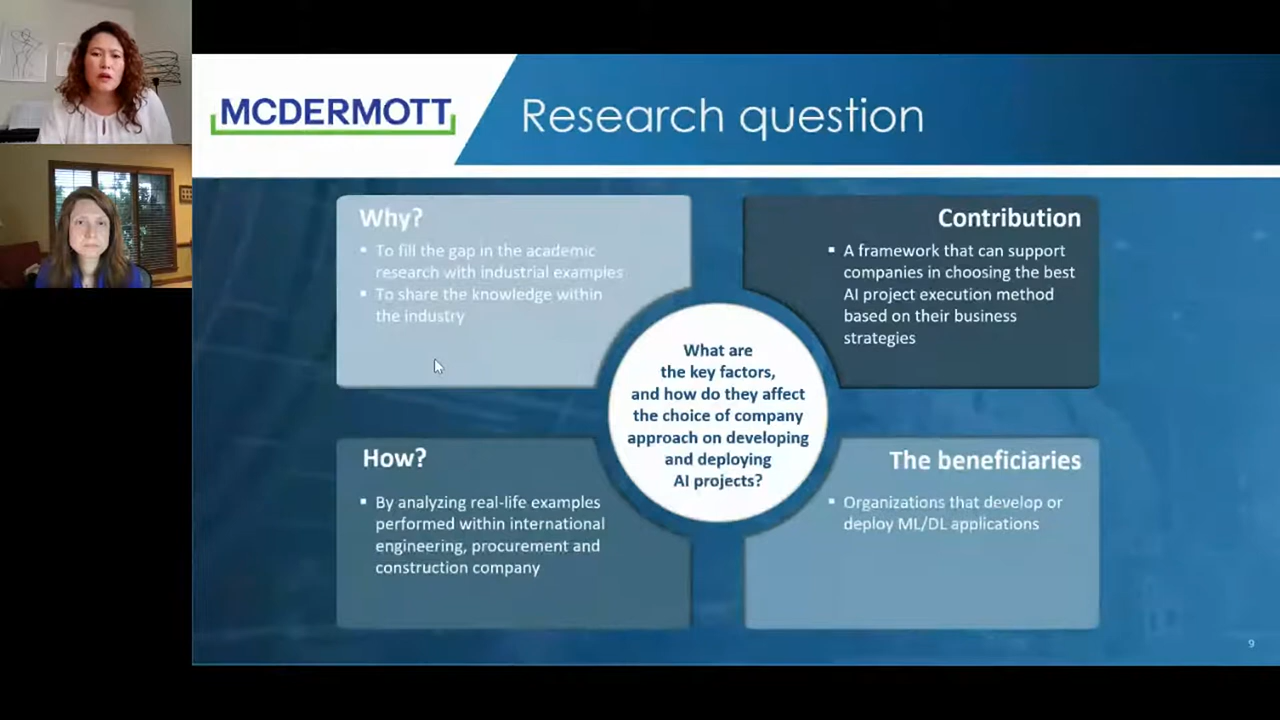 MCDERMOTT
Research question
Why?
▪ To fill the gap in the academic
research with industrial examples
▪ To share the knowledge within
the industry
Contribution
▪ A framework that can support
companies in choosing the best
AI project execution method
based on their business
strategies
What are
the key factors,
and how do they affect
the choice of company
approach on developing
and deploying
AI projects?
How?
▪ By analyzing real-life examples
performed within international
engineering, procurement and
construction company
The beneficiaries
▪ Organizations that develop or
deploy ML/DL applications
9